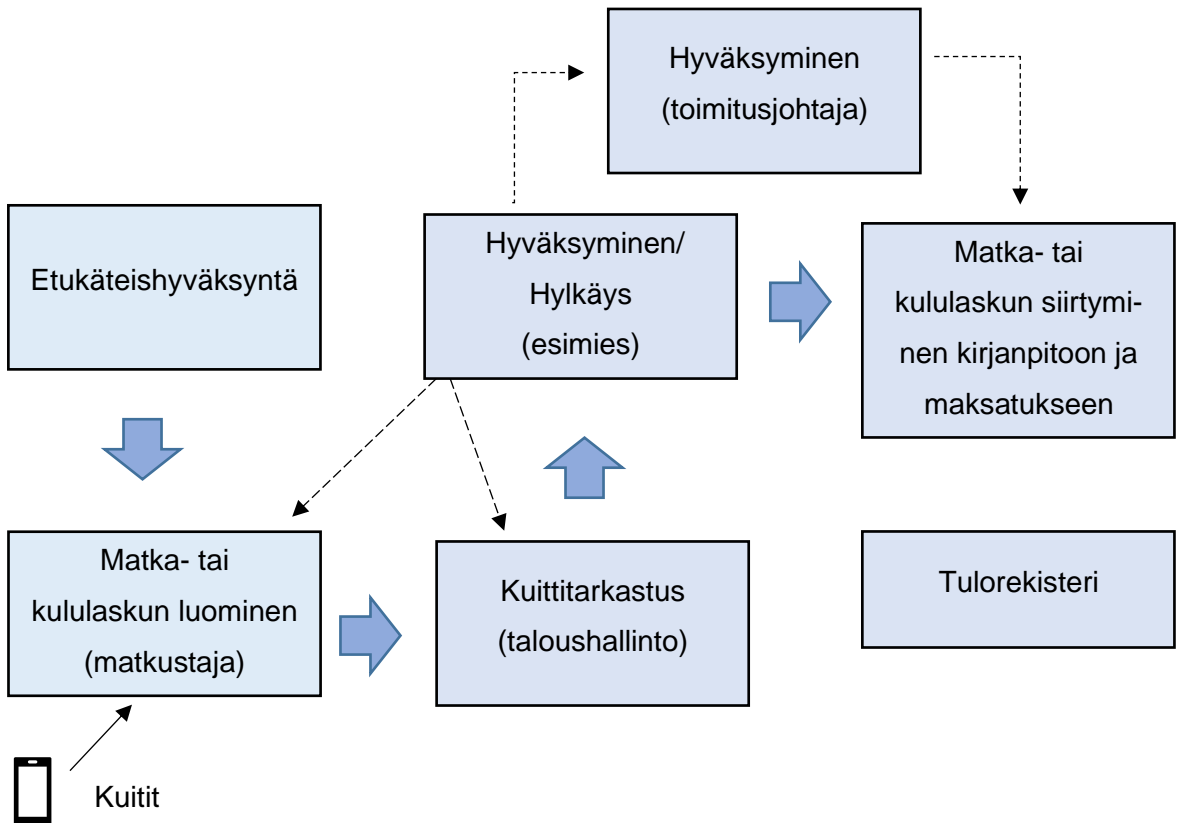 Hyväksyminen
(toimitusjohtaja)
Etukäteishyväksyntä
Hyväksyminen/
Hylkäys
(esimies)
Matka- tai
kululaskun siirtymi-
nen kirjanpitoon ja
maksatukseen
Matka- tai
kululaskun luominen
(matkustaja)
Kuittitarkastus
(taloushallinto)
Tulorekisteri
Kuitit